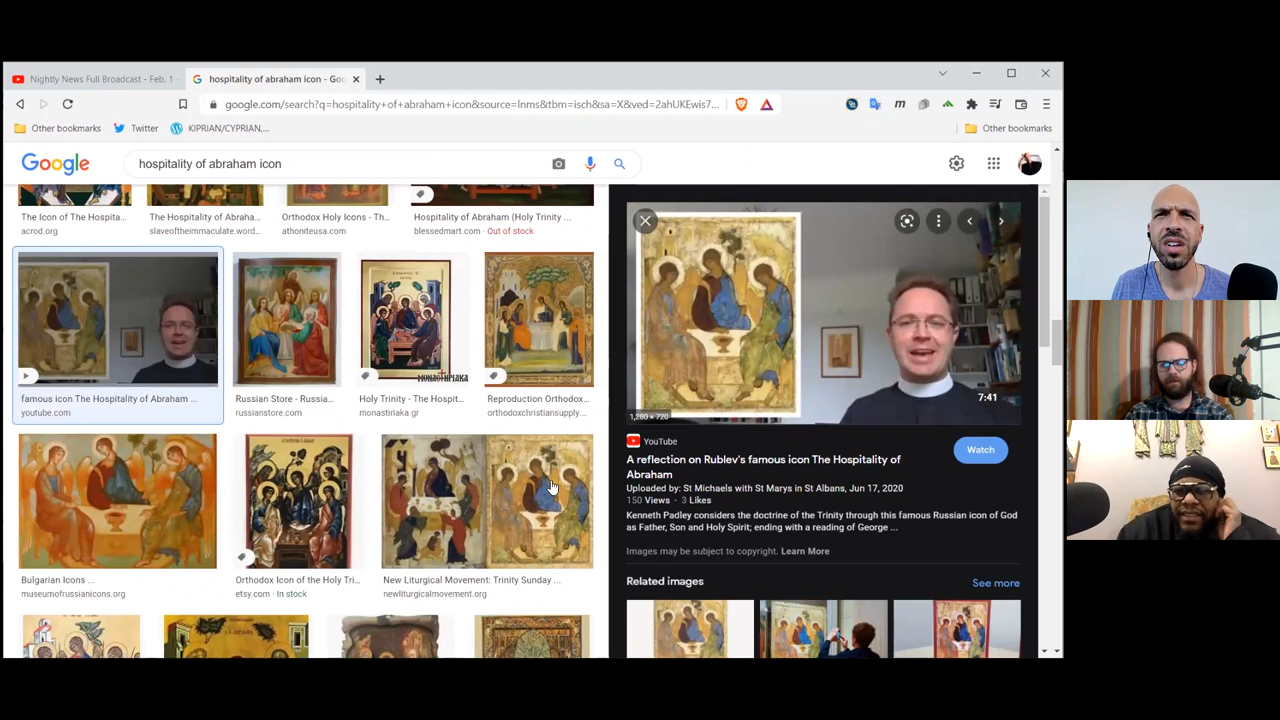 Nightly News Full Broadcast - Feb. 1
hospitality of abraham icon - Goo
google.com/search?q=hospitality+of+abraham+icon&source=lnms&tbm=isch&sa=X&ved=2ahUKEwis7...
Other bookmarks
Twitter
KIPRIAN/CYPRIAN,...
Other bookmarks
Google
hospitality of abraham icon
The Icon of The Hospita...
acrod.org
The Hospitality of Abraha...
slaveoftheimmaculate.word...
Orthodox Holy Icons - Th...
athoniteusa.com
Hospitality of Abraham (Holy Trinity ...
blessedmart.com · Out of stock
famous icon The Hospitality of Abraham ...
youtube.com
Russian Store - Russia...
russianstore.com
ΜΟΝΑΣΤΗΡΙΑΚΑ
Holy Trinity - The Hospit...
monastiriaka.gr
Reproduction Orthodox...
orthodoxchristiansupply...
Bulgarian Icons ...
museumofrussianicons.org
Orthodox Icon of the Holy Tri...
etsy.com · In stock
New Liturgical Movement: Trinity Sunday ...
newliturgicalmovement.org
7:41
1,280 × 720
YouTube
Watch
A reflection on Rublev's famous icon The Hospitality of
Abraham
Uploaded by: St Michaels with St Marys in St Albans, Jun 17, 2020
150 Views · 3 Likes
Kenneth Padley considers the doctrine of the Trinity through this famous Russian icon of God
as Father, Son and Holy Spirit; ending with a reading of George ...
Images may be subject to copyright. Learn More
Related images
See more